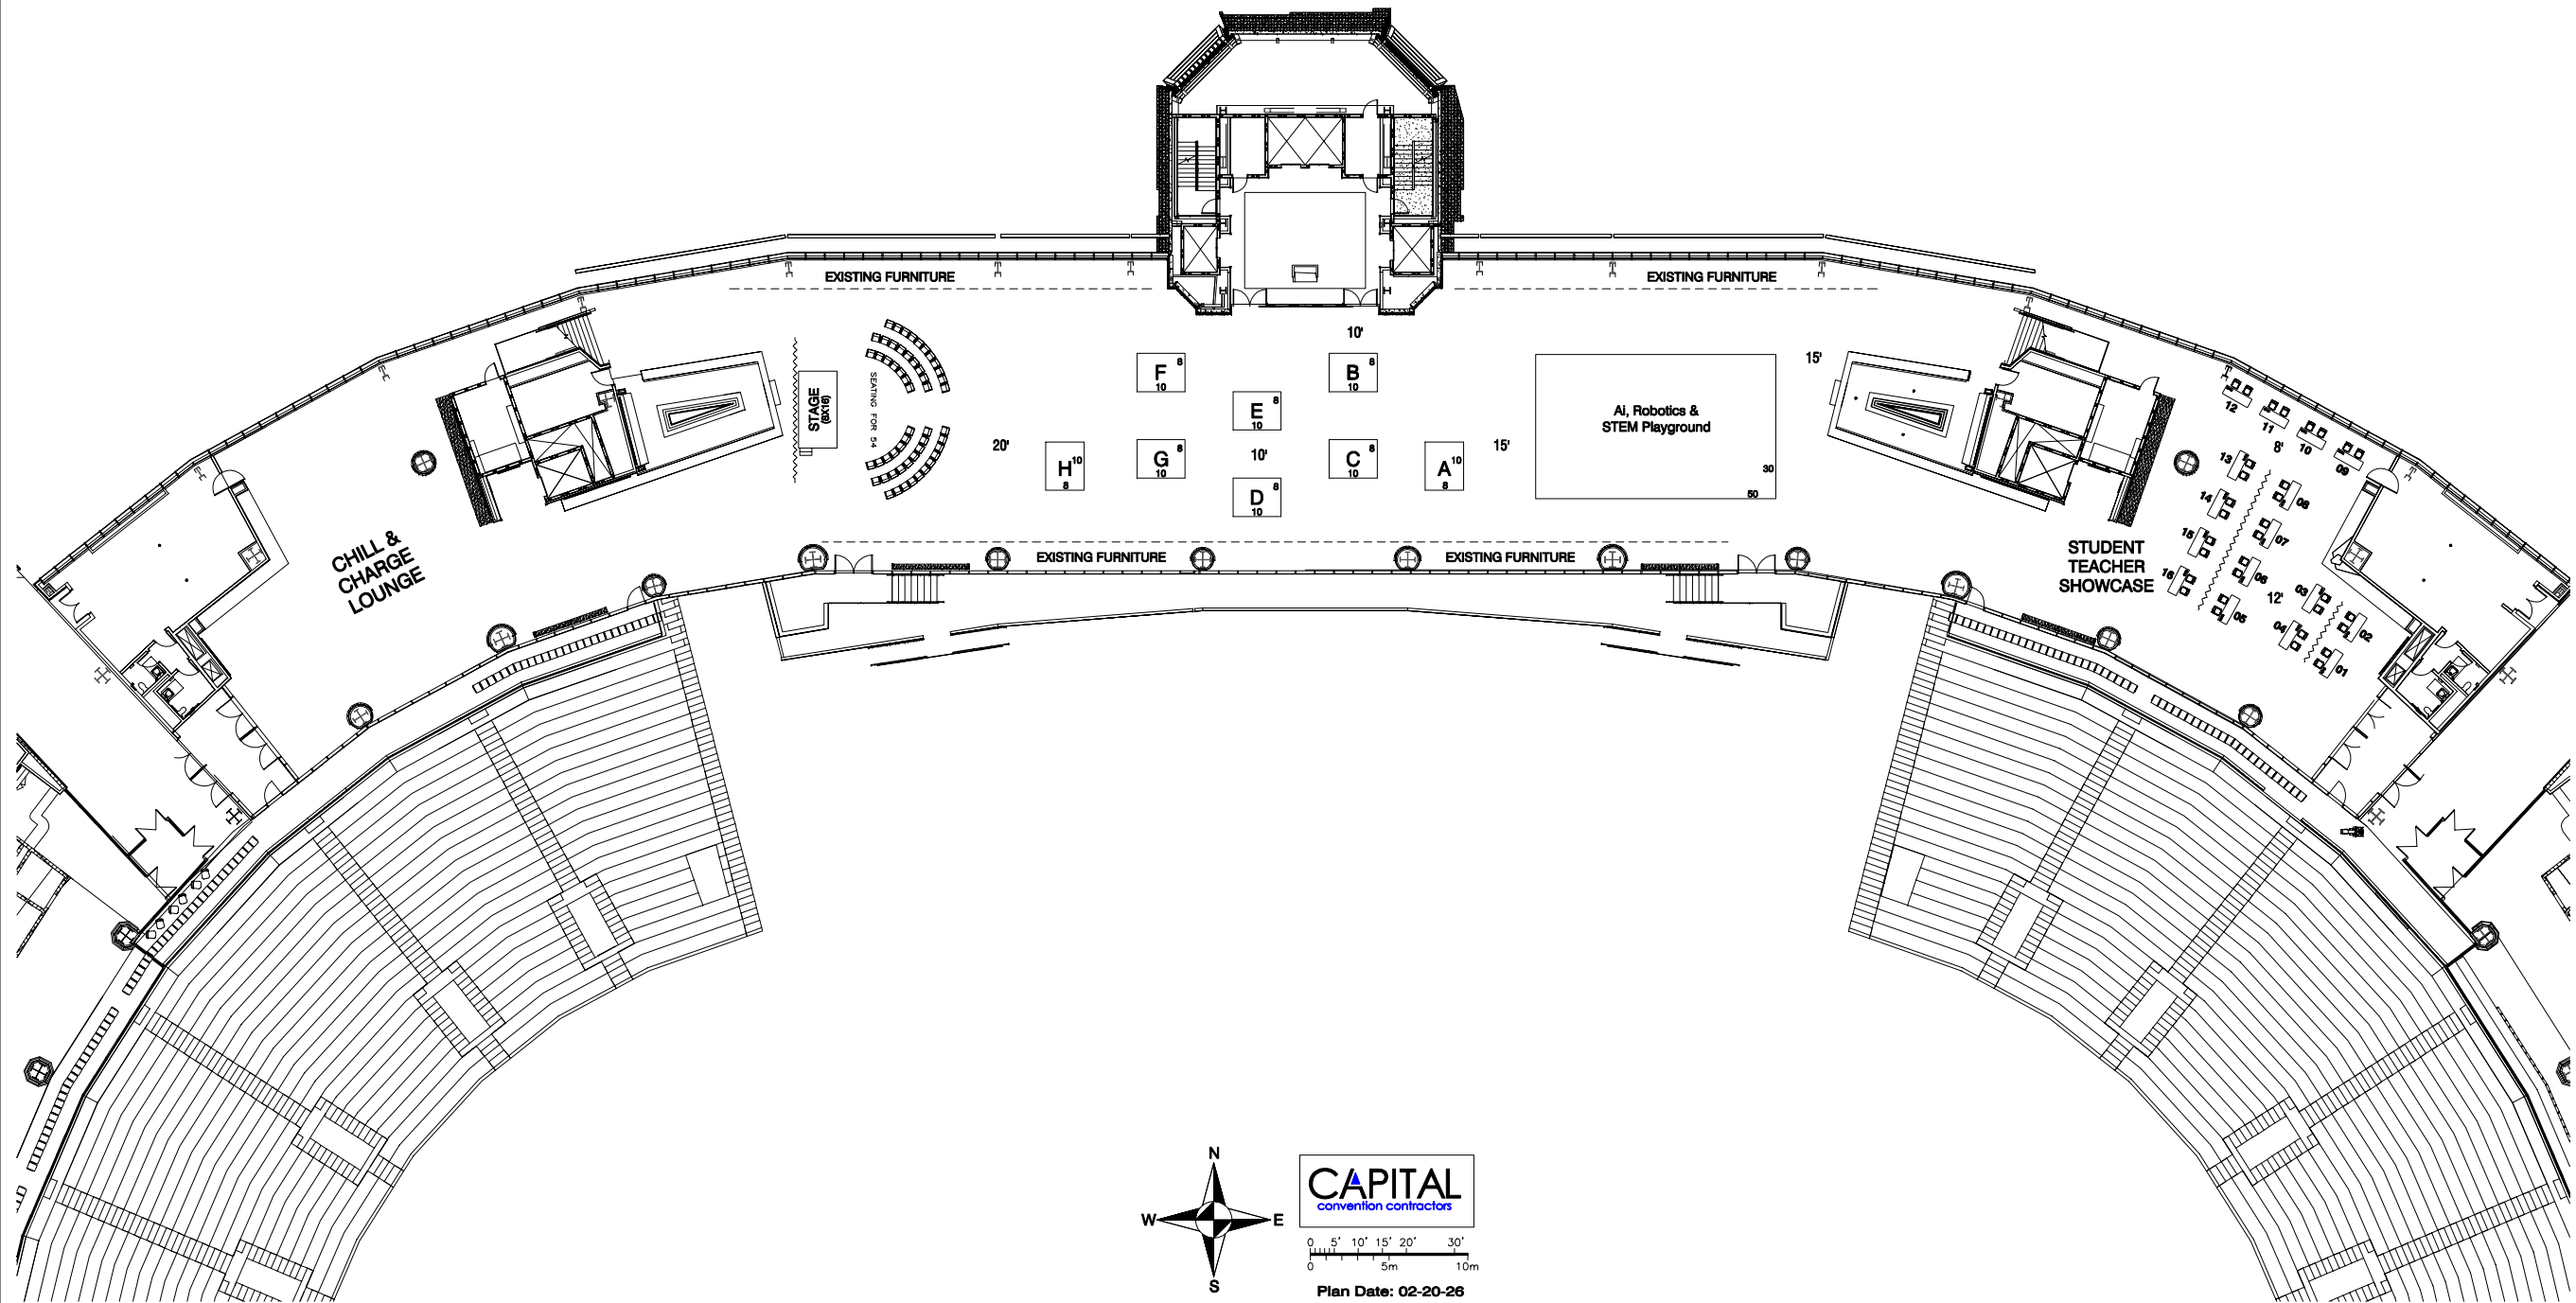 EXISTING FURNITURE
EXISTING FURNITURE
10'
15'
F 8
10
B 8
10
E 8
10
STAGE
(8X16)
SEATING FOR 54
Ai, Robotics &
STEM Playground
30
50
20'
H 10
8
G 8
10
10'
C 8
10
A 10
8
15'
D 8
10
CHILL &
CHARGE
LOUNGE
EXISTING FURNITURE
EXISTING FURNITURE
STUDENT
TEACHER
SHOWCASE
12
11
10
09
8'
13
14
15
16
08
07
06
05
12'
03
04
02
01
N
W
E
S
CAPITAL
convention contractors
0 5' 10' 15' 20' 30'
0 5m 10m
Plan Date: 02-20-26